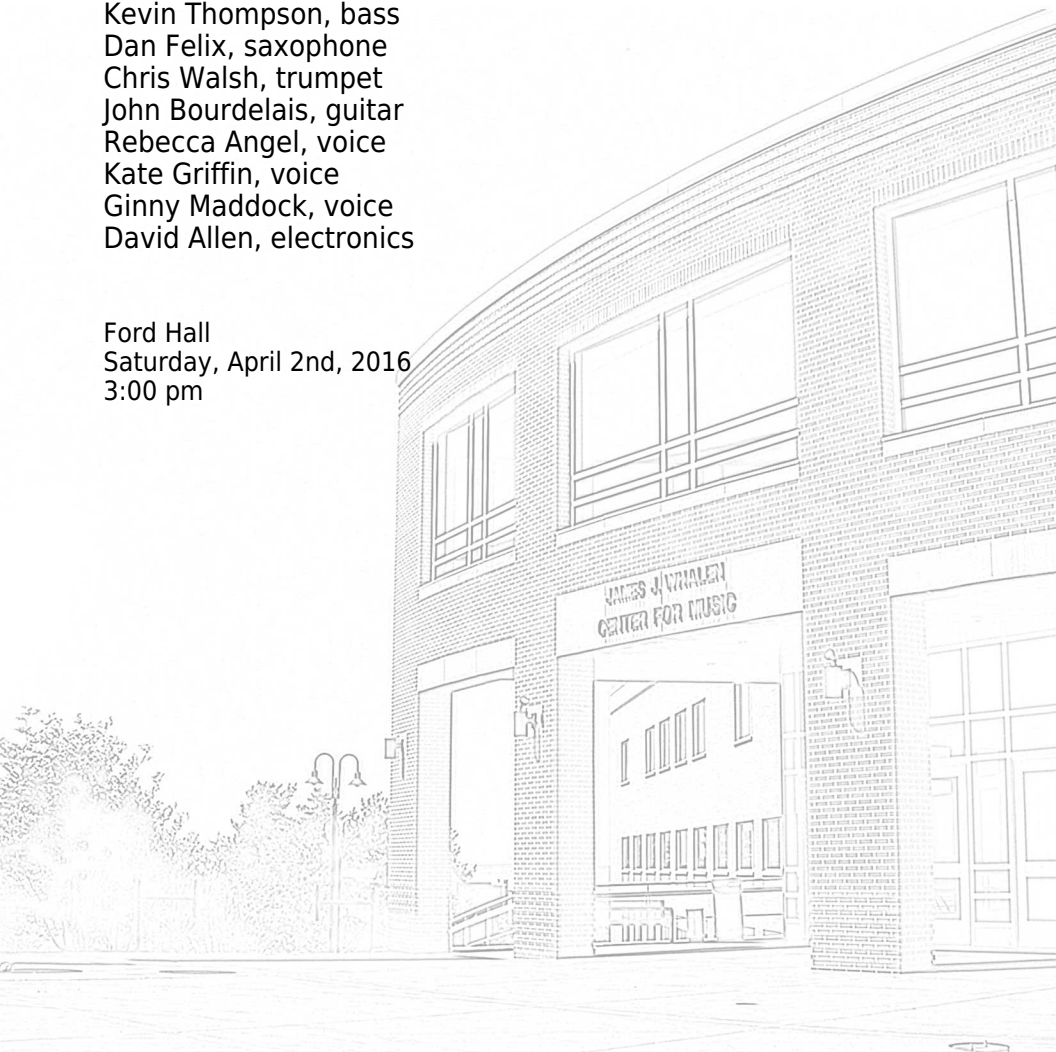 Kevin Thompson, bass
Dan Felix, saxophone
Chris Walsh, trumpet
John Bourdelais, guitar
Rebecca Angel, voice
Kate Griffin, voice
Ginny Maddock, voice
David Allen, electronics
Ford Hall
Saturday, April 2nd, 2016
3:00 pm
JAMES J. WHALEN
CENTER FOR MUSIC